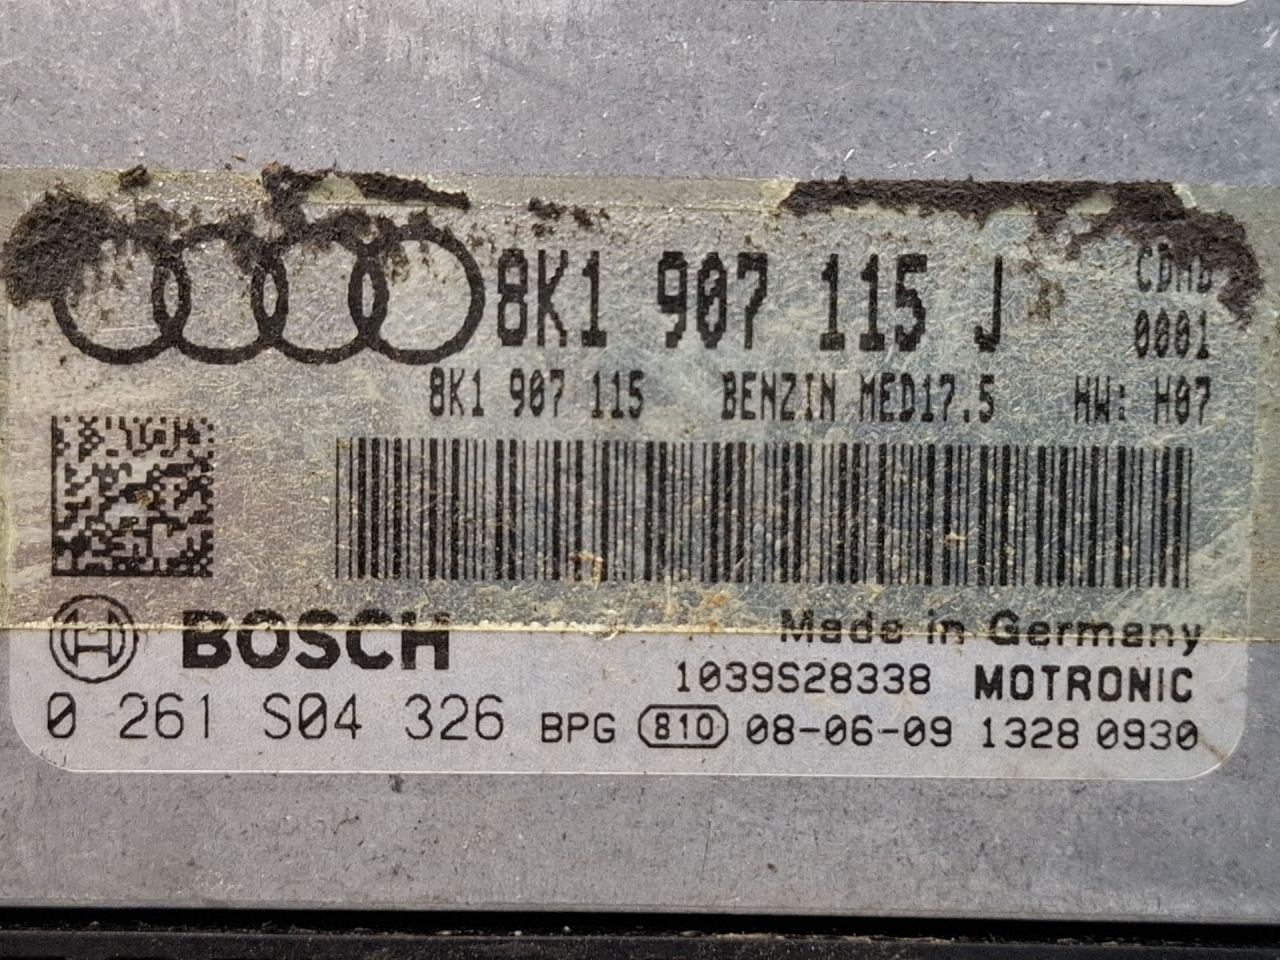 8K1 907 115 J
0001
8K1 907 115 BENZIN MED17.5 HW: H07
BOSCH
Made in Germany
1039S28338 MOTRONIC
0 261 S04 326 BPG 810 08-06-09 1328 0930